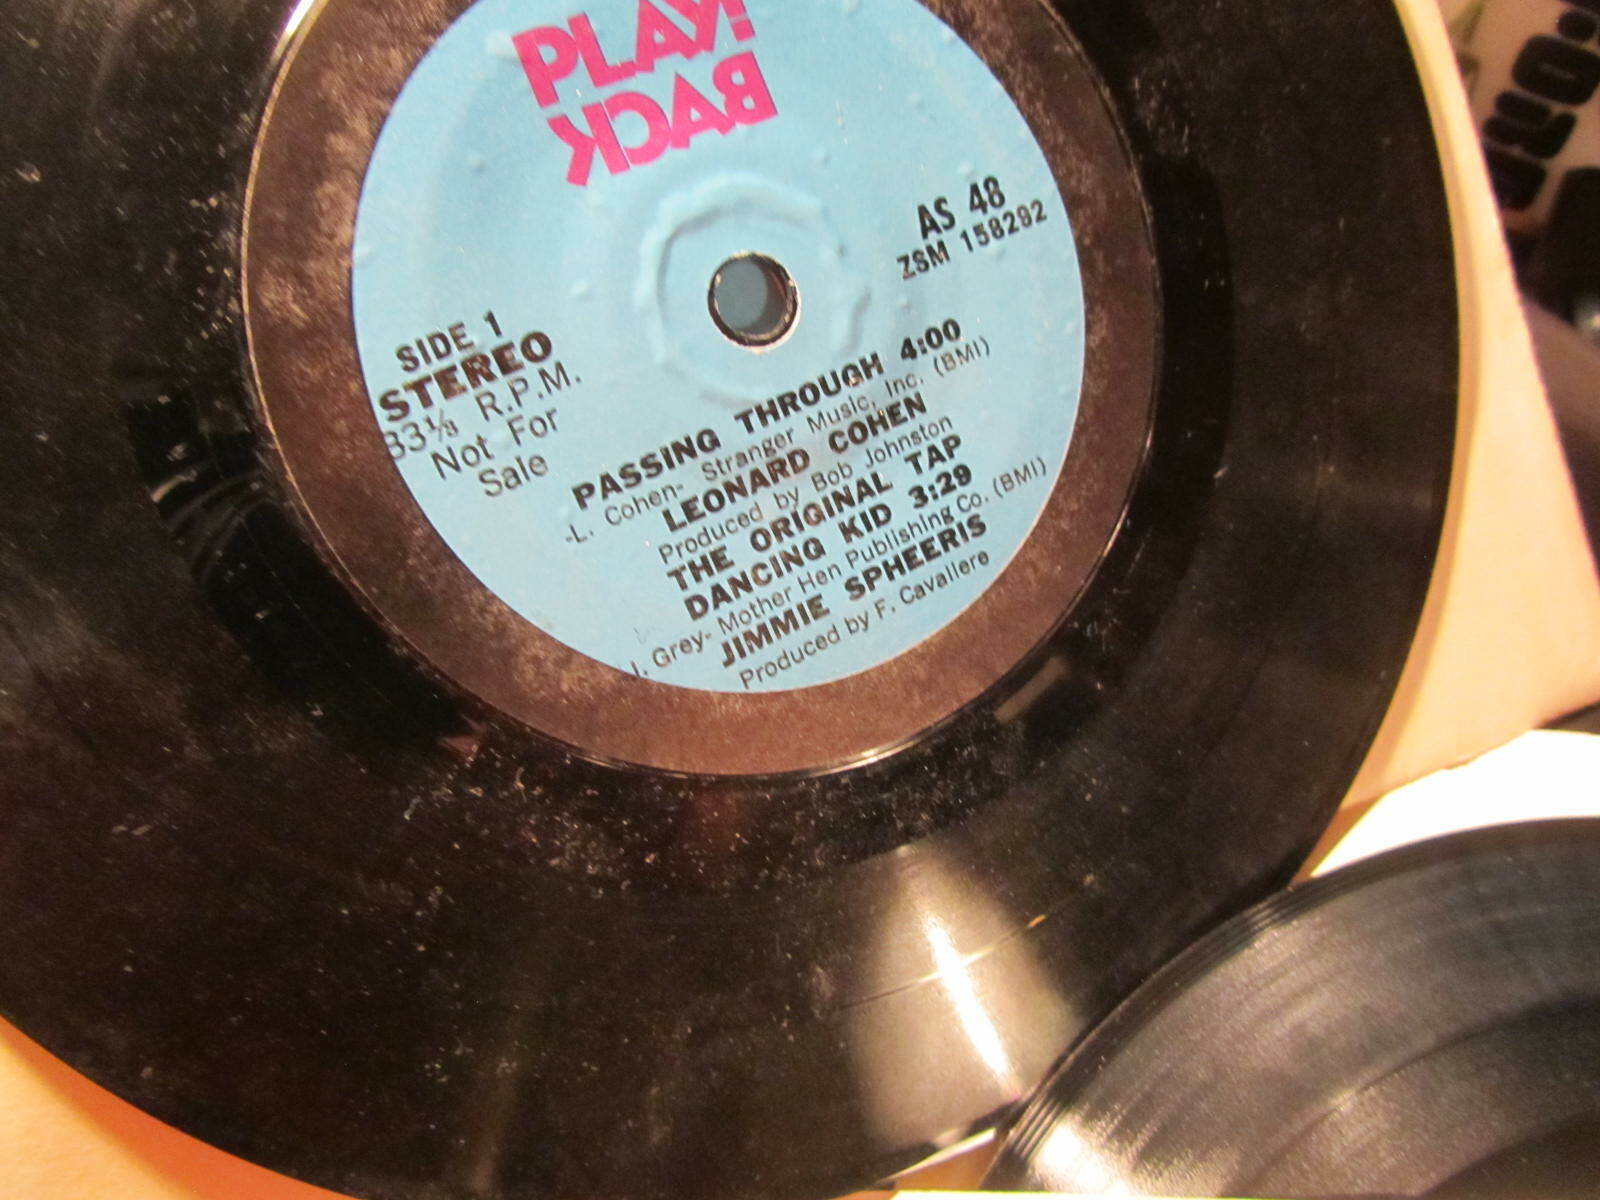 PLAY
BACK
AS 48
ZSM 158292
SIDE 1
STEREO
33⅓ R.P.M.
Not For
Sale
PASSING THROUGH 4:00
-L. Cohen- Stranger Music, Inc. (BMI)
LEONARD COHEN
Produced by Bob Johnston
THE ORIGINAL TAP
DANCING KID 3:29
Grey- Mother Hen Publishing Co. (BMI)
JIMMIE SPHEERIS
Produced by F. Cavallere